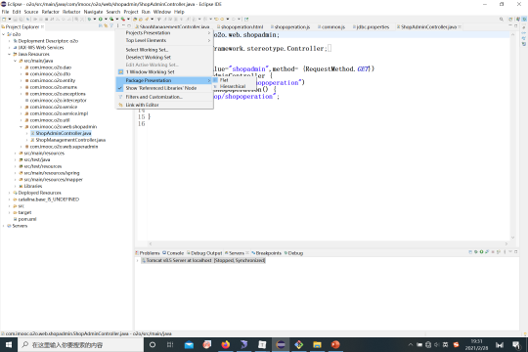 Eclipse - o2o/src/main/java/com/imooc/o2o/web/shopadmin/ShopAdminController.java - Eclipse IDE
File Edit Source Refactor Refactor Navigate Search Project Run Window Help
Project Explorer
o2o
Deployment Descriptor: o2o
JAX-WS Web Services
Java Resources
src/main/java
com.imooc.o2o.dao
com.imooc.o2o.dto
com.imooc.o2o.entity
com.imooc.o2o.enums
com.imooc.o2o.exceptions
com.imooc.o2o.interceptor
com.imooc.o2o.service
com.imooc.o2o.service.impl
com.imooc.o2o.util
com.imooc.o2o.web.shopadmin
ShopAdminController.java
ShopManagementController.java
com.imooc.o2o.web.superadmin
src/main/resources
src/test/java
src/test/resources
src/main/resources/spring
src/main/resources/mapper
Libraries
Deployed Resources
src
target
pom.xml
Servers
Projects Presentation
Top Level Elements
Select Working Set...
Deselect Working Set
Edit Active Working Set...
1 Window Working Set
Package Presentation
Show 'Referenced Libraries' Node
Filters and Customization...
Link with Editor
Flat
Hierarchical
ShopManagementController.java
shopoperation.html
shopoperation.js
common.js
jdbc.properties
ShopAdminController.java
o2o.web.shopadmin;
ramework.stereotype.Controller;
lue="shopadmin",method= {RequestMethod.GET})
dminController {
shopoperation")
hopoperation() {
op/shopoperation";
14
15 }
16
Problems Console Debug Output Servers Breakpoints Debug
Tomcat v8.5 Server at localhost [Stopped, Synchronized]
com.imooc.o2o.web.shopadmin.ShopAdminController.java - o2o/src/main/java
在这里输入你要搜索的内容
19:31
2021/2/28